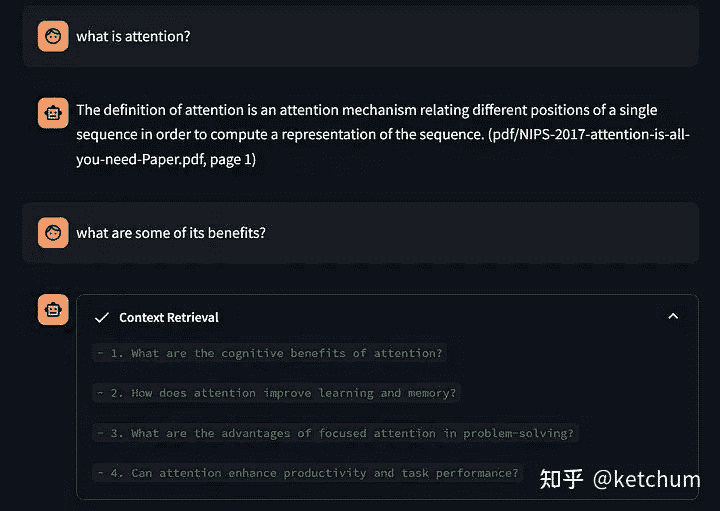 what is attention?
The definition of attention is an attention mechanism relating different positions of a single
sequence in order to compute a representation of the sequence. (pdf/NIPS-2017-attention-is-all-
you-need-Paper.pdf, page 1)
what are some of its benefits?
Context Retrieval
- 1. What are the cognitive benefits of attention?
- 2. How does attention improve learning and memory?
- 3. What are the advantages of focused attention in problem-solving?
- 4. Can attention enhance productivity and task performance?
知乎 @ketchum